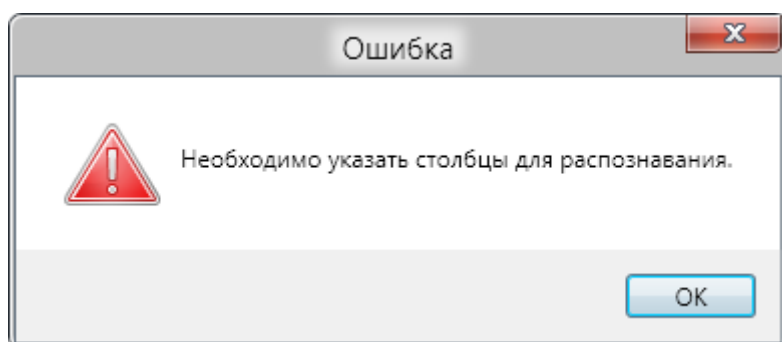 Ошибка
Необходимо указать столбцы для распознавания.
OK